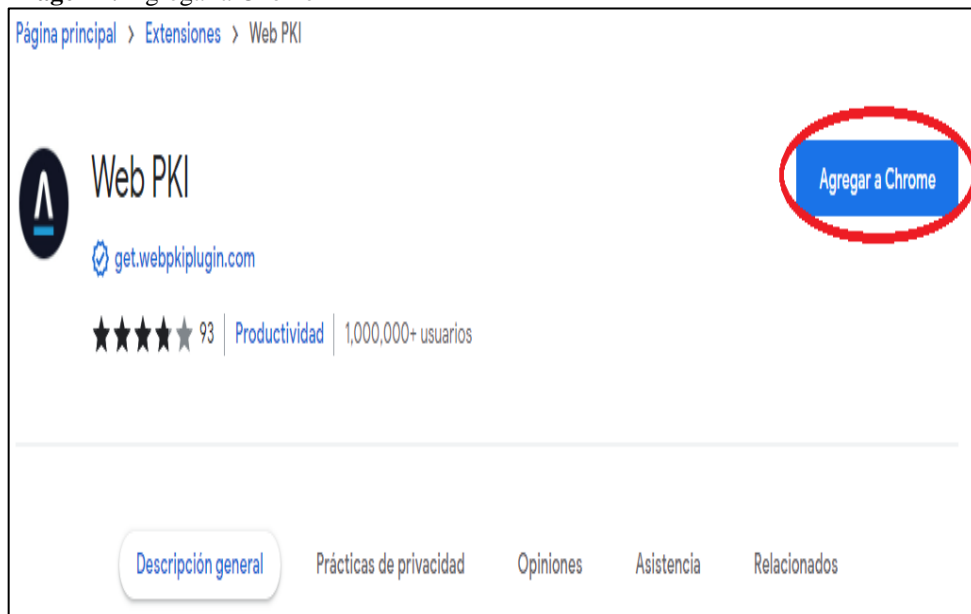 Página principal > Extensiones > Web PKI
Web PKI
Agregar a Chrome
get.webpkiplugin.com
93 | Productividad | 1,000,000+ usuarios
Descripción general Prácticas de privacidad Opiniones Asistencia Relacionados